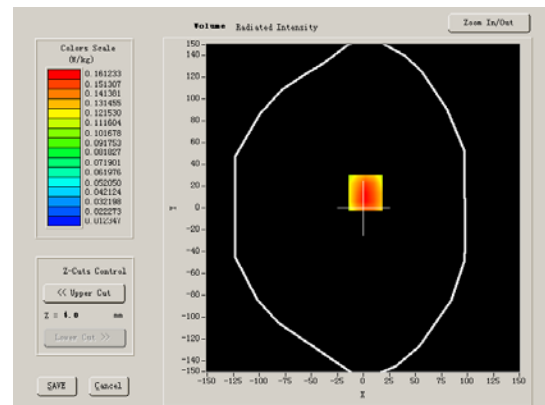 Volume Radiated Intensity
Zoom In/Out
Colors Scale
(W/kg)
0.161233
0.151307
0.141381
0.131455
0.121530
0.111604
0.101678
0.091753
0.081827
0.071901
0.061976
0.052050
0.042124
0.032198
0.022273
0.012347
150
120
100
80
60
40
20
0
-20
-40
-60
-80
-100
-120
-140
-150
Y
-150 -125 -100 -75 -50 -25 0 25 50 75 100 125 150
X
Z-Cuts Control
<< Upper Cut
Z = 4.0 mm
Lower Cut >>
SAVE Cancel